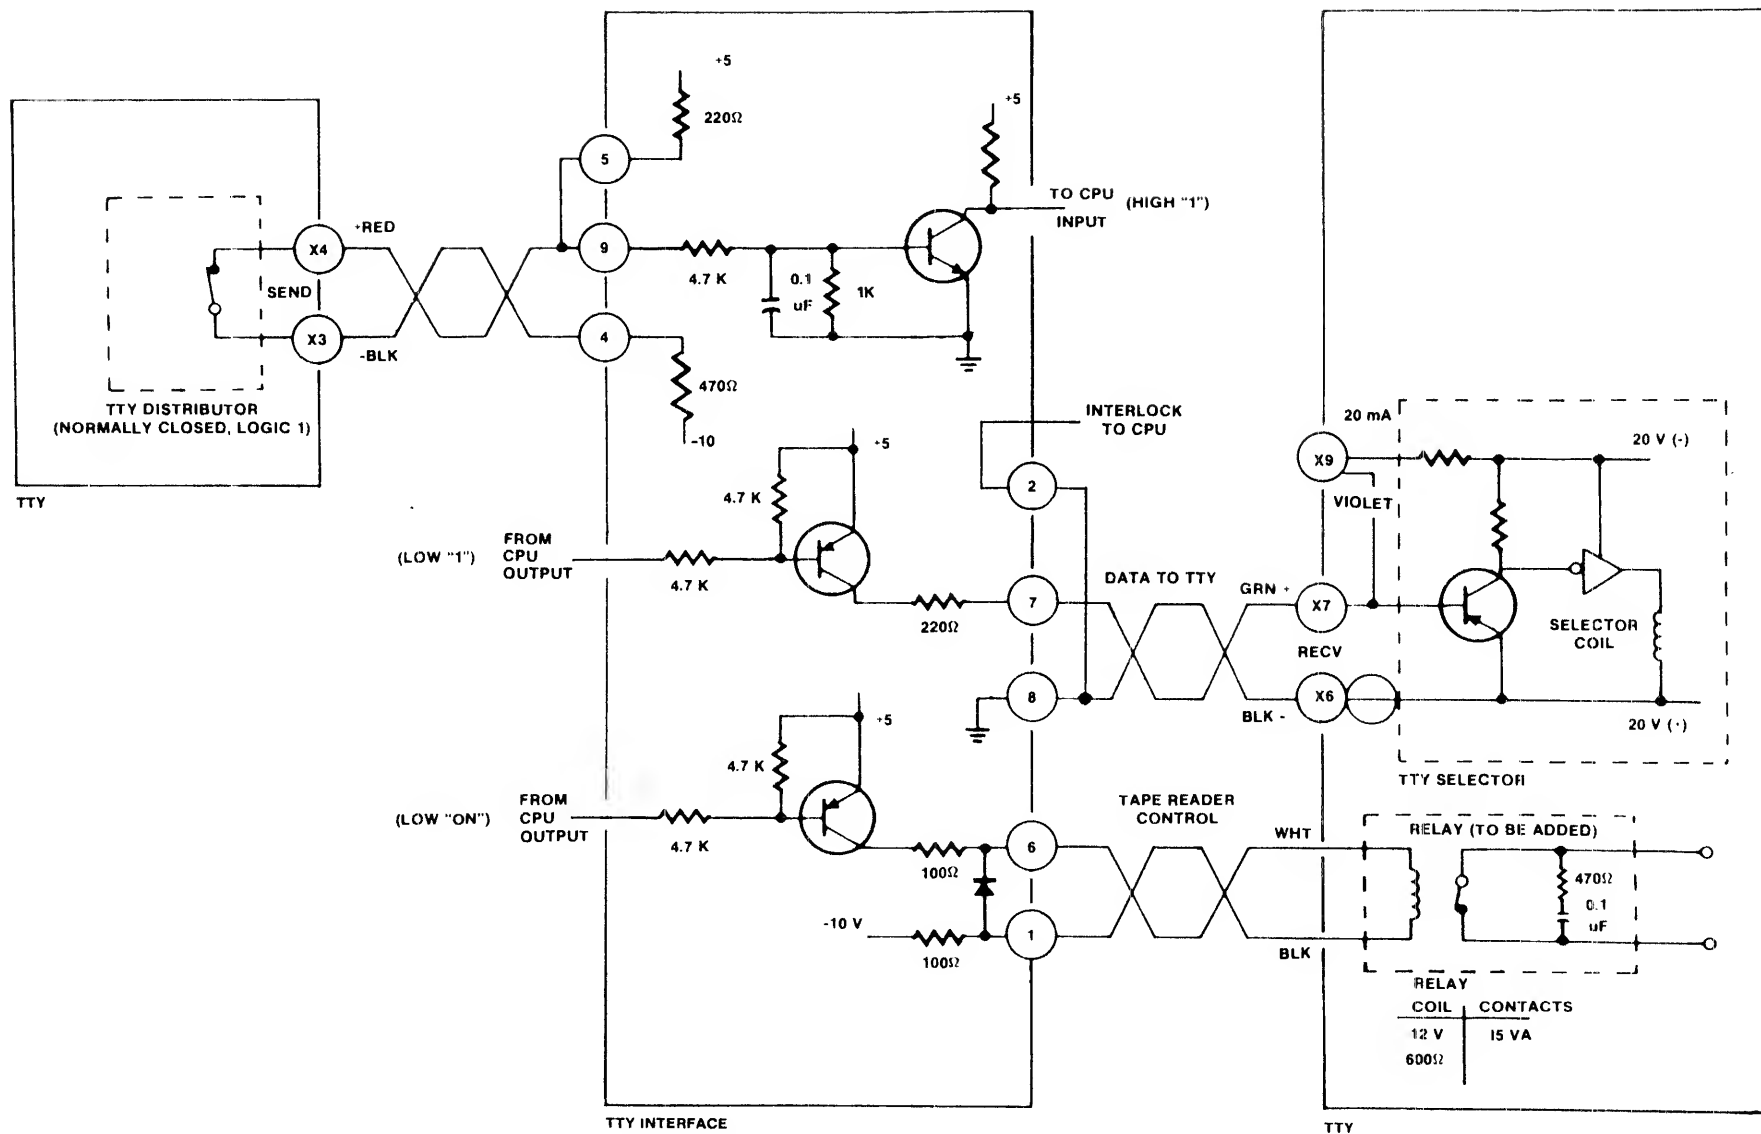 +5
220Ω
+5
5
TO CPU (HIGH "1")
INPUT
+RED
X4
9
4.7 K
0.1
uF
1K
SEND
X3
-BLK
4
470Ω
-10
TTY DISTRIBUTOR
(NORMALLY CLOSED, LOGIC 1)
TTY
INTERLOCK
TO CPU
2
+5
4.7 K
(LOW "1")
FROM
CPU
OUTPUT
4.7 K
220Ω
7
DATA TO TTY
GRN +
X7
RECV
8
BLK -
X6
20 mA
X9
VIOLET
20 V (-)
SELECTOR
COIL
20 V (+)
TTY SELECTOR
+5
4.7 K
(LOW "ON")
FROM
CPU
OUTPUT
4.7 K
100Ω
6
TAPE READER
CONTROL
WHT
-10 V
100Ω
1
BLK
RELAY (TO BE ADDED)
470Ω
0.1
uF
RELAY
COIL CONTACTS
12 V 15 VA
600Ω
TTY INTERFACE
TTY